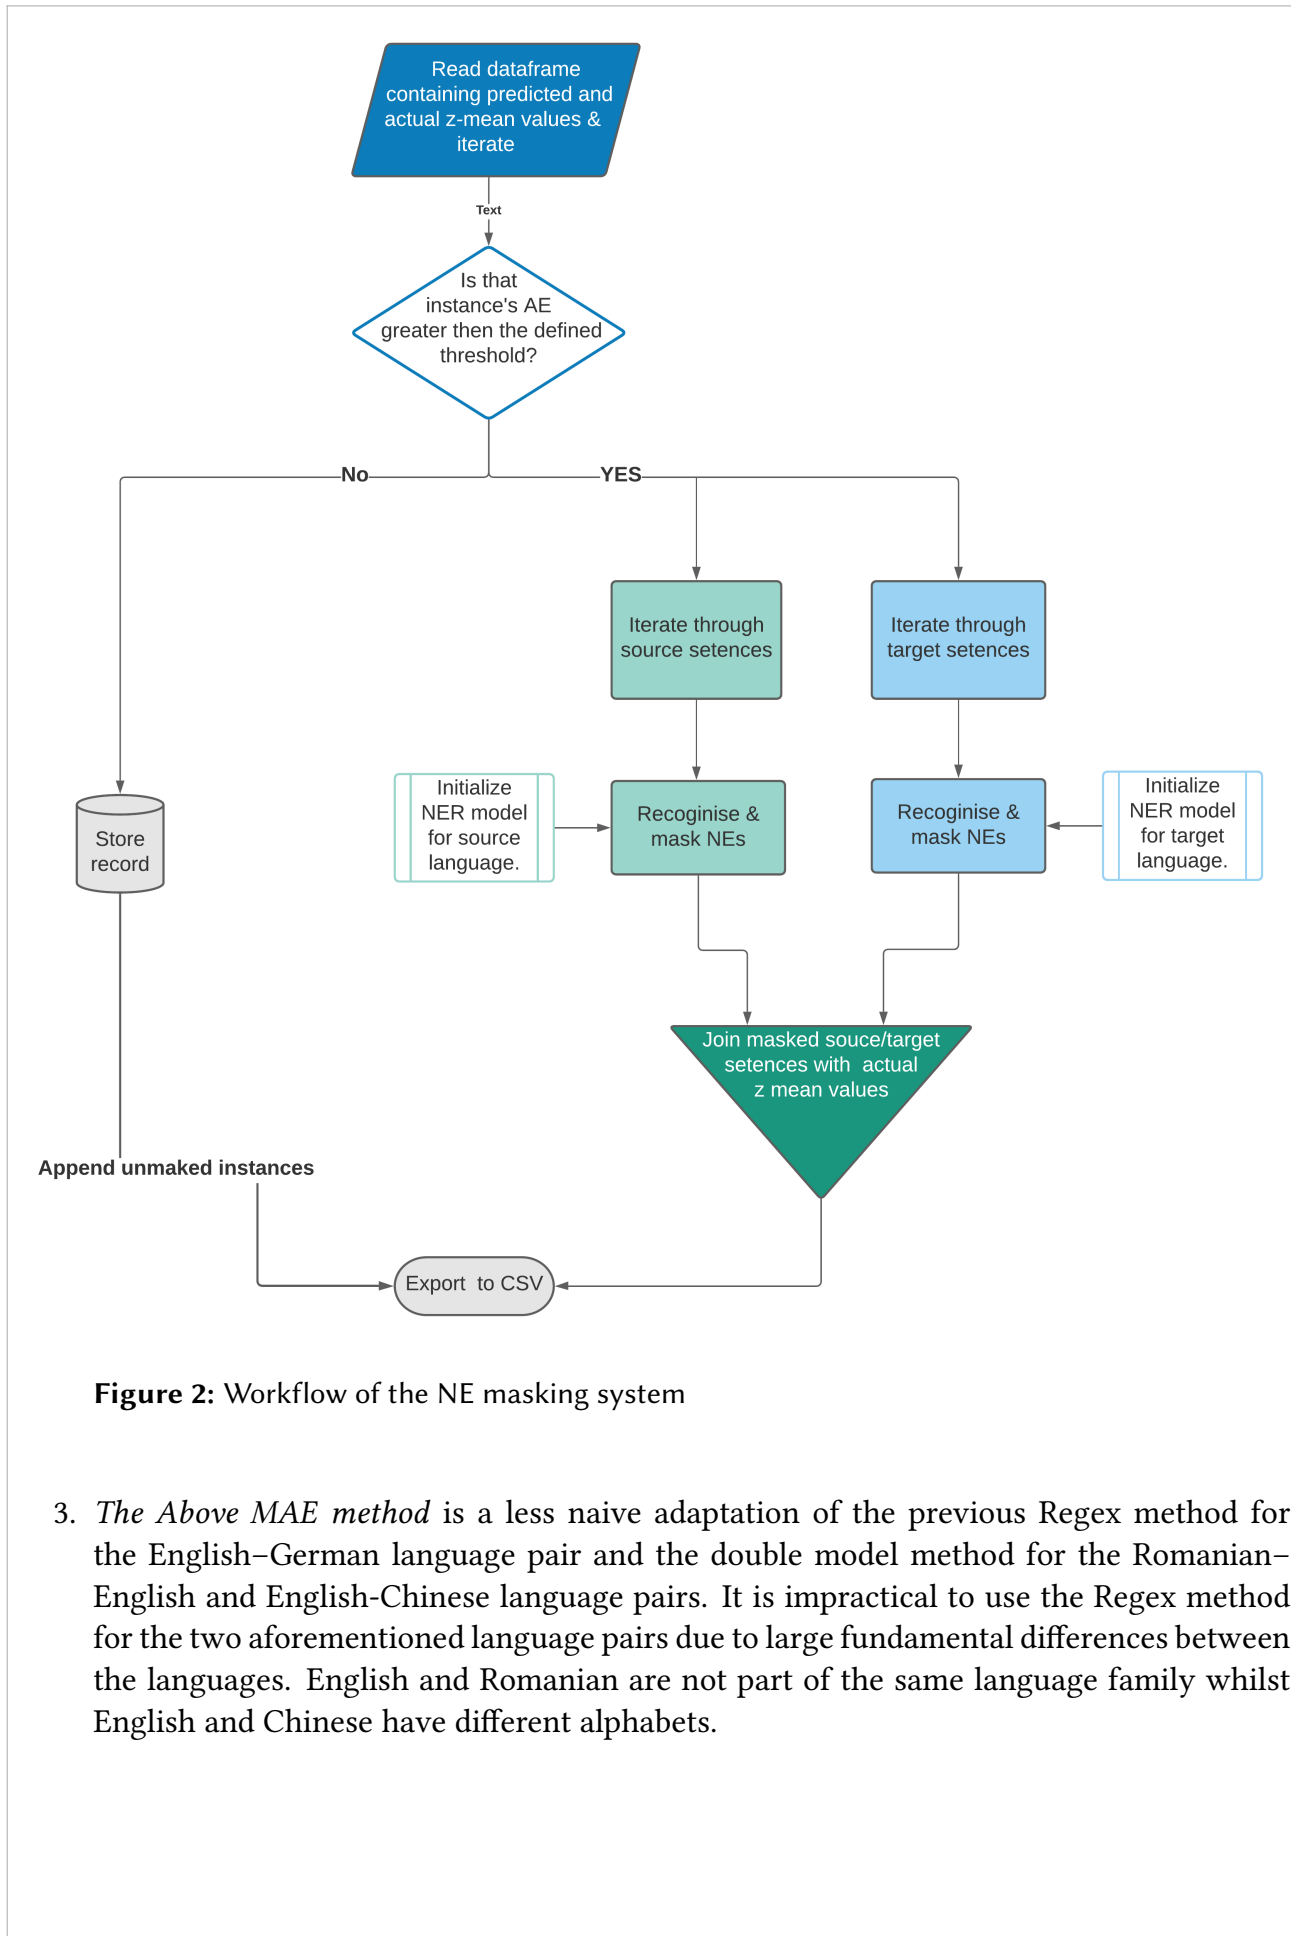 Read dataframe
containing predicted and
actual z-mean values &
iterate
Text
Is that
instance's AE
greater then the defined
threshold?
No
YES
Iterate through
source setences
Iterate through
target setences
Initialize
NER model
for source
language.
Recoginise &
mask NEs
Recoginise &
mask NEs
Initialize
NER model
for target
language.
Store
record
Join masked souce/target
setences with  actual
z mean values
Append unmaked instances
Export  to CSV
Figure 2: Workflow of the NE masking system
3. The Above MAE method is a less naive adaptation of the previous Regex method for
the English–German language pair and the double model method for the Romanian–
English and English-Chinese language pairs. It is impractical to use the Regex method
for the two aforementioned language pairs due to large fundamental differences between
the languages. English and Romanian are not part of the same language family whilst
English and Chinese have different alphabets.